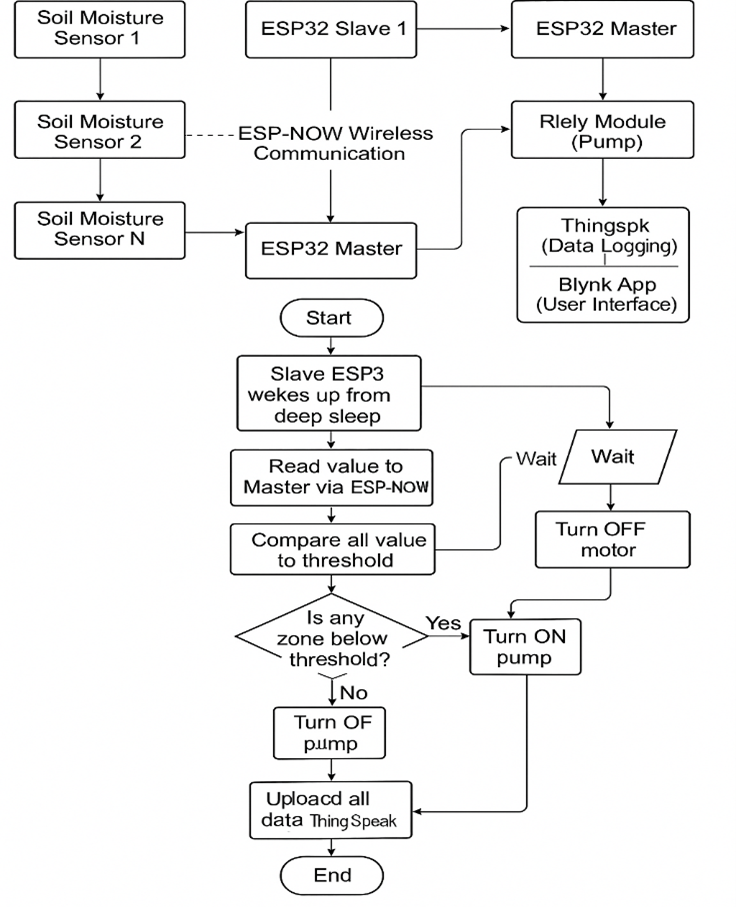 Soil Moisture
Sensor 1
ESP32 Slave 1
ESP32 Master
Soil Moisture
Sensor 2
ESP-NOW Wireless
Communication
Rlely Module
(Pump)
Soil Moisture
Sensor N
ESP32 Master
Thingspk
(Data Logging)
Blynk App
(User Interface)
Start
Slave ESP3
wekes up from
deep sleep
Read value to
Master via ESP-NOW
Wait
Wait
Compare all value
to threshold
Turn OFF
motor
Is any
zone below
threshold?
Yes
Turn ON
pump
No
Turn OF
pump
Uploacd all
data ThingSpeak
End